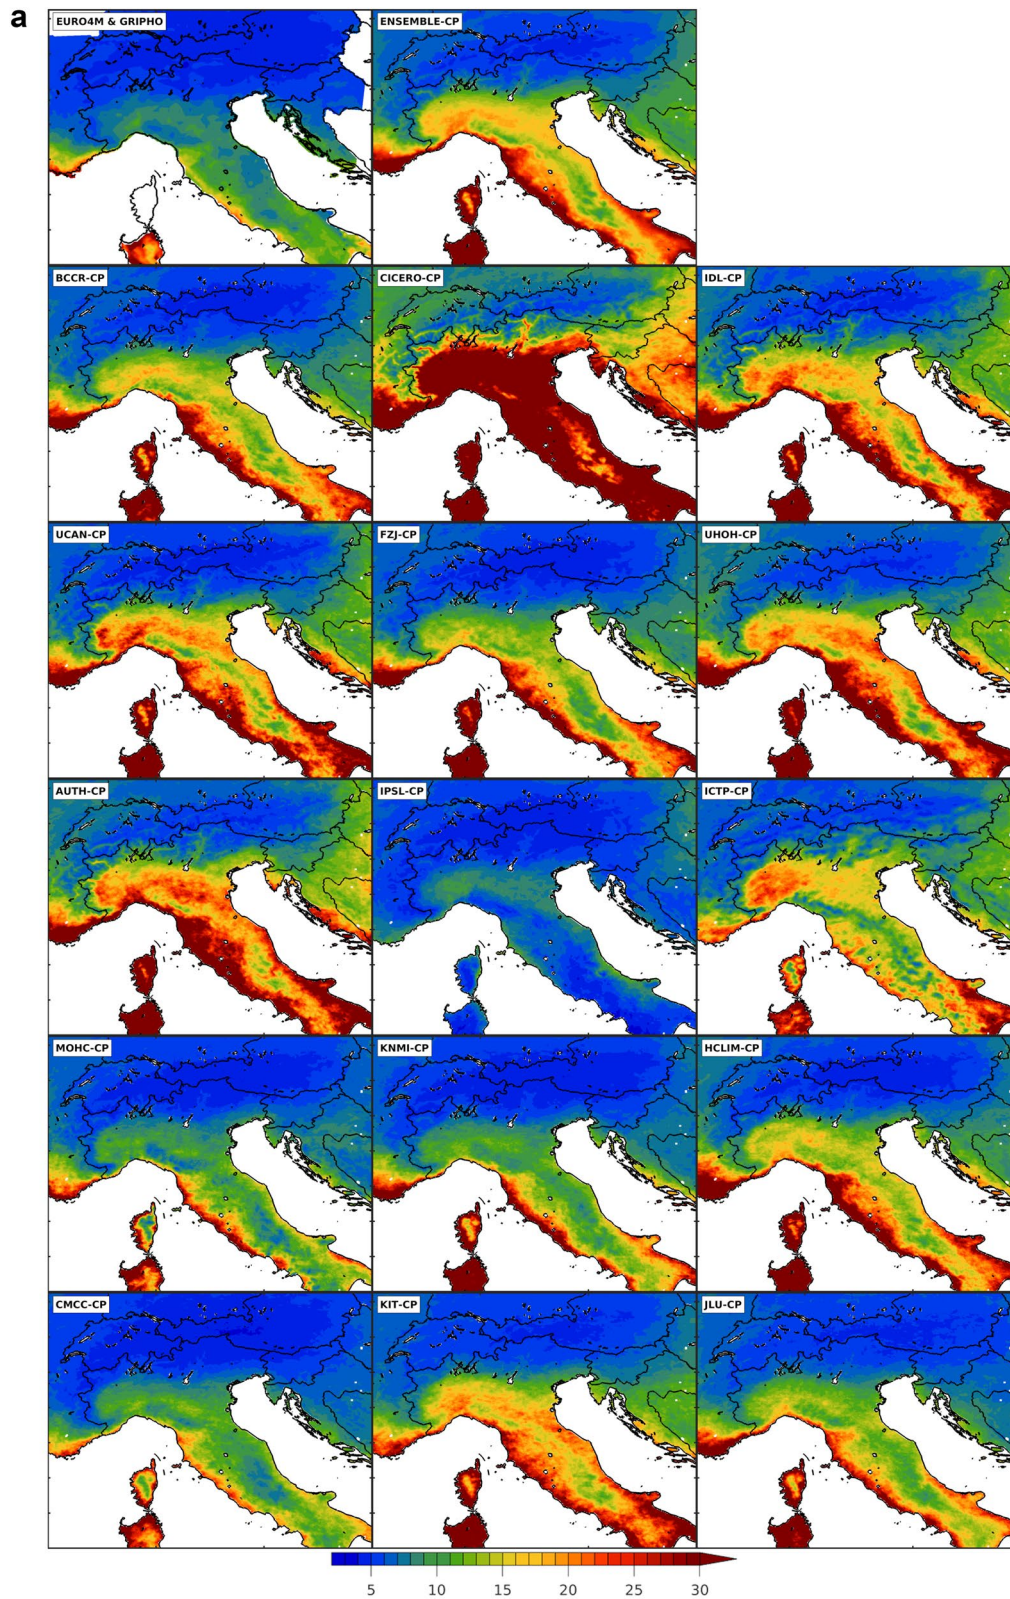 a
EURO4M & GRIPHO
ENSEMBLE-CP
BCCR-CP
CICERO-CP
IDL-CP
UCAN-CP
FZJ-CP
UHOH-CP
AUTH-CP
IPSL-CP
ICTP-CP
MOHC-CP
KNMI-CP
HCLIM-CP
CMCC-CP
KIT-CP
JLU-CP
5 10 15 20 25 30